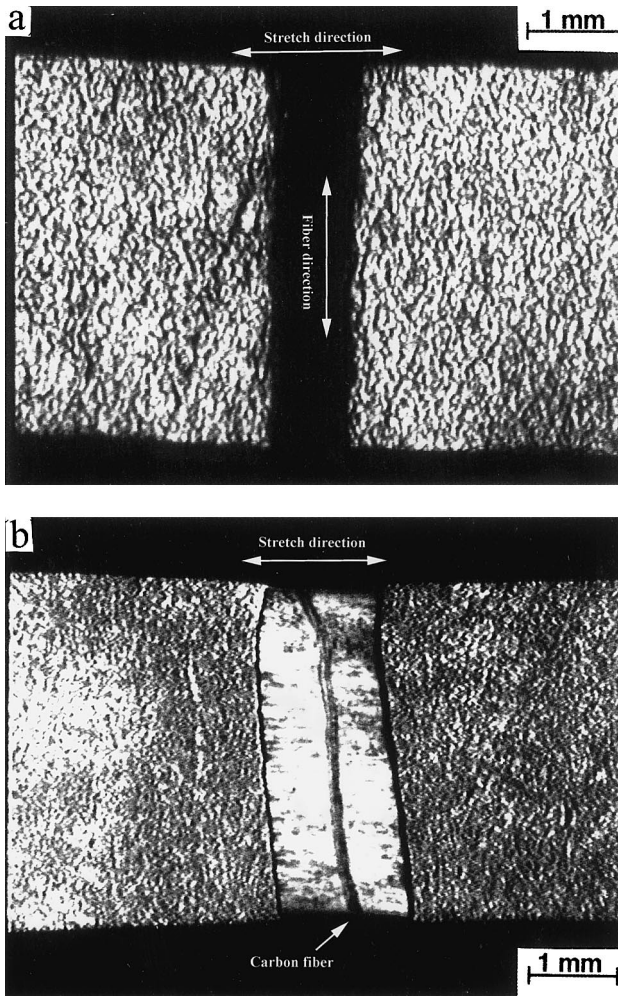 a
1 mm
Stretch direction
Fiber direction
b
Stretch direction
Carbon fiber
1 mm